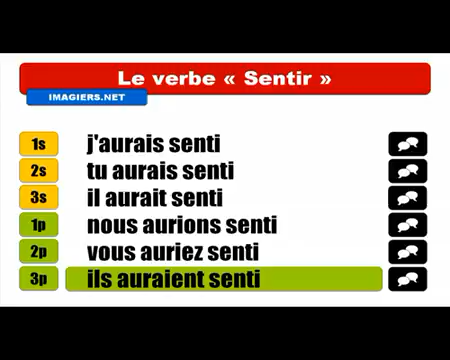 Le verbe « Sentir »
IMAGIERS.NET
1s j'aurais senti
2s tu aurais senti
3s il aurait senti
1p nous aurions senti
2p vous auriez senti
3p ils auraient senti